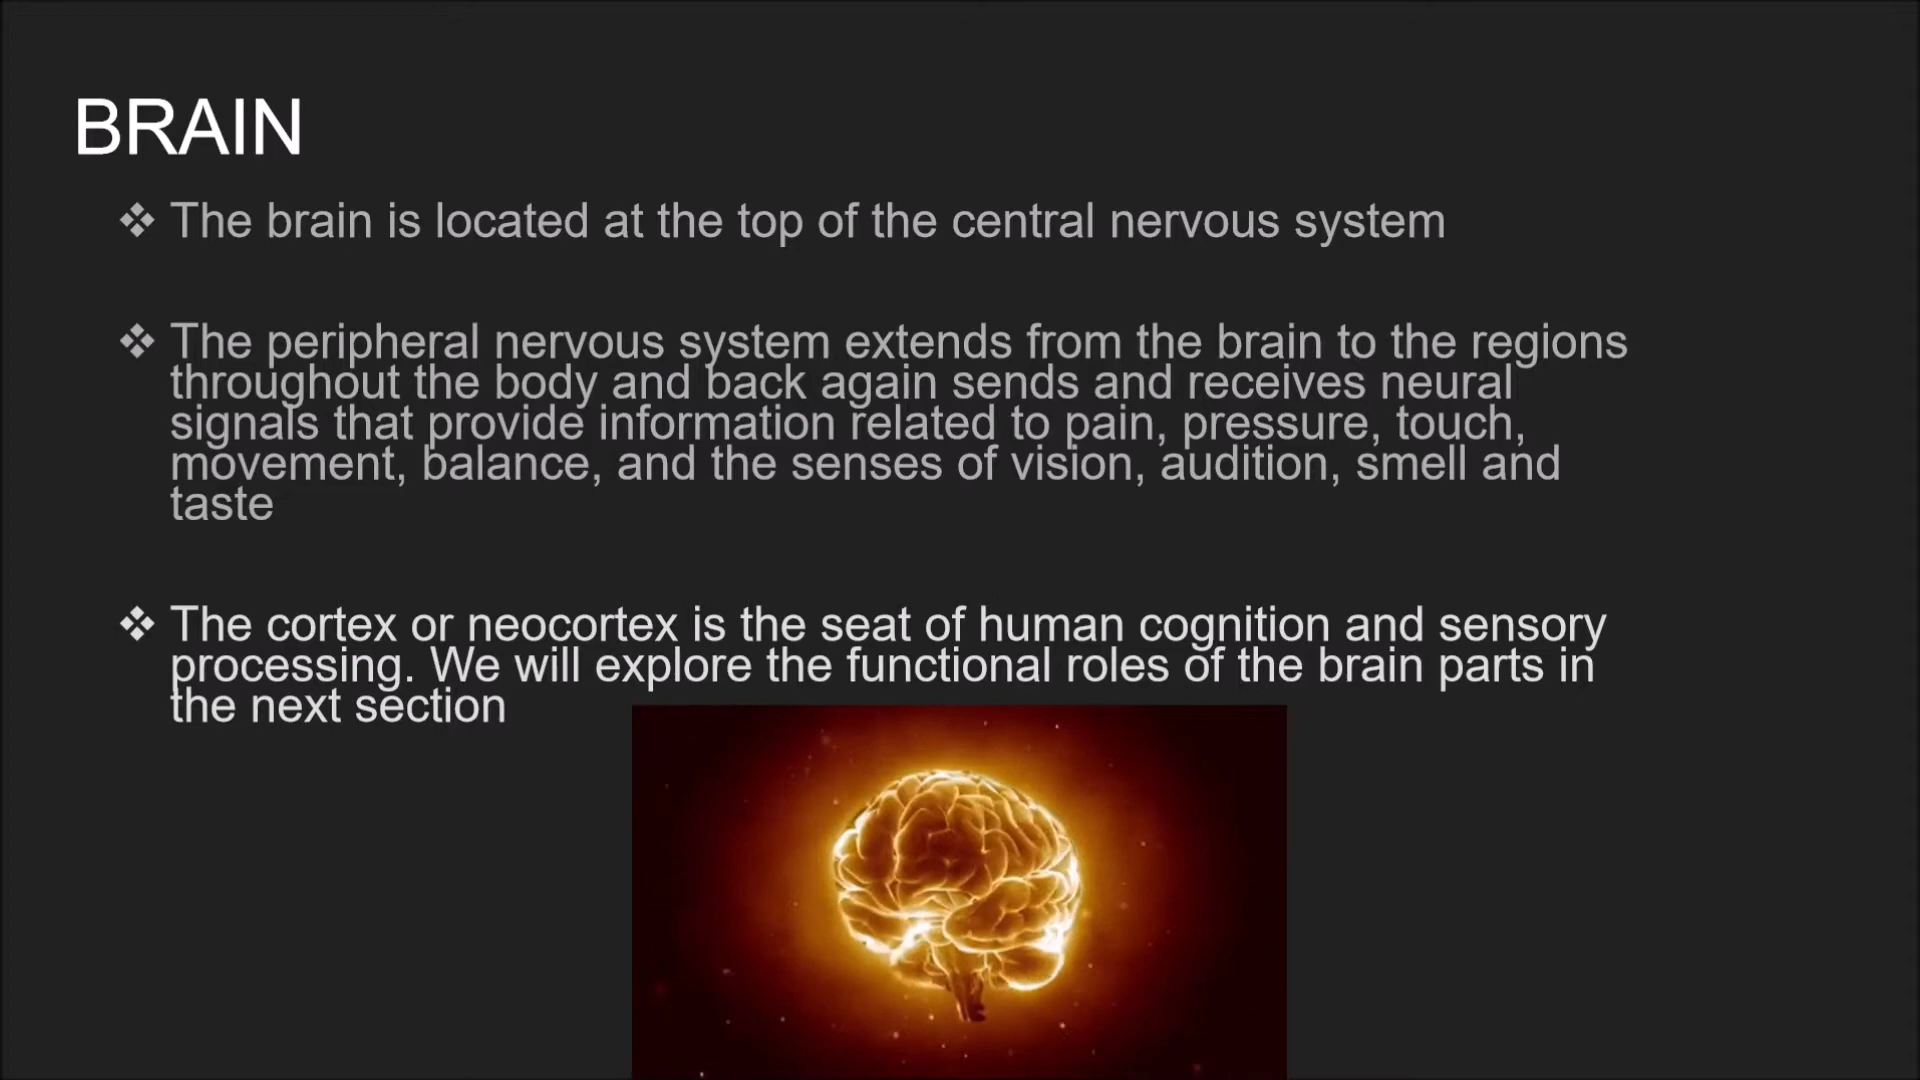 BRAIN
❖ The brain is located at the top of the central nervous system
❖ The peripheral nervous system extends from the brain to the regions
throughout the body and back again sends and receives neural
signals that provide information related to pain, pressure, touch,
movement, balance, and the senses of vision, audition, smell and
taste
❖ The cortex or neocortex is the seat of human cognition and sensory
processing. We will explore the functional roles of the brain parts in
the next section